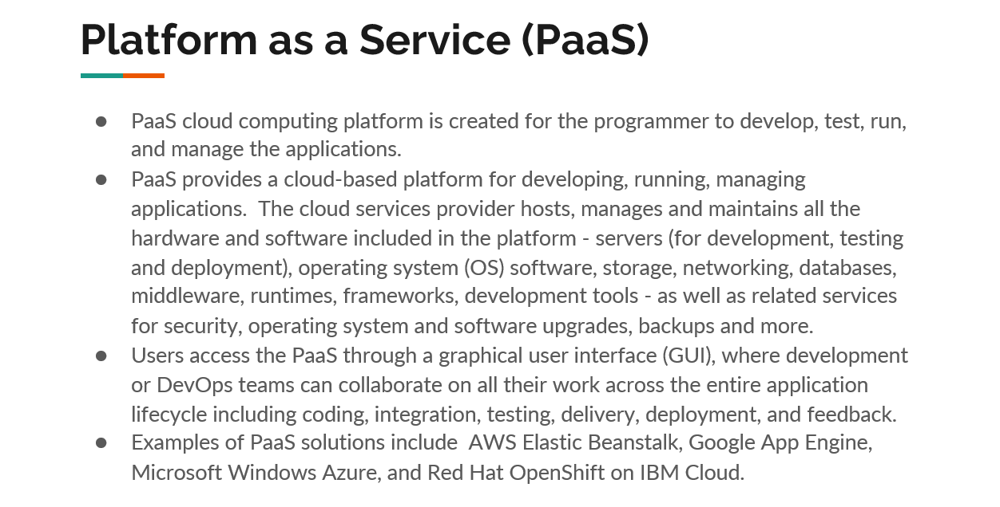 Platform as a Service (PaaS)
● PaaS cloud computing platform is created for the programmer to develop, test, run,
and manage the applications.
● PaaS provides a cloud-based platform for developing, running, managing
applications.  The cloud services provider hosts, manages and maintains all the
hardware and software included in the platform - servers (for development, testing
and deployment), operating system (OS) software, storage, networking, databases,
middleware, runtimes, frameworks, development tools - as well as related services
for security, operating system and software upgrades, backups and more.
● Users access the PaaS through a graphical user interface (GUI), where development
or DevOps teams can collaborate on all their work across the entire application
lifecycle including coding, integration, testing, delivery, deployment, and feedback.
● Examples of PaaS solutions include  AWS Elastic Beanstalk, Google App Engine,
Microsoft Windows Azure, and Red Hat OpenShift on IBM Cloud.